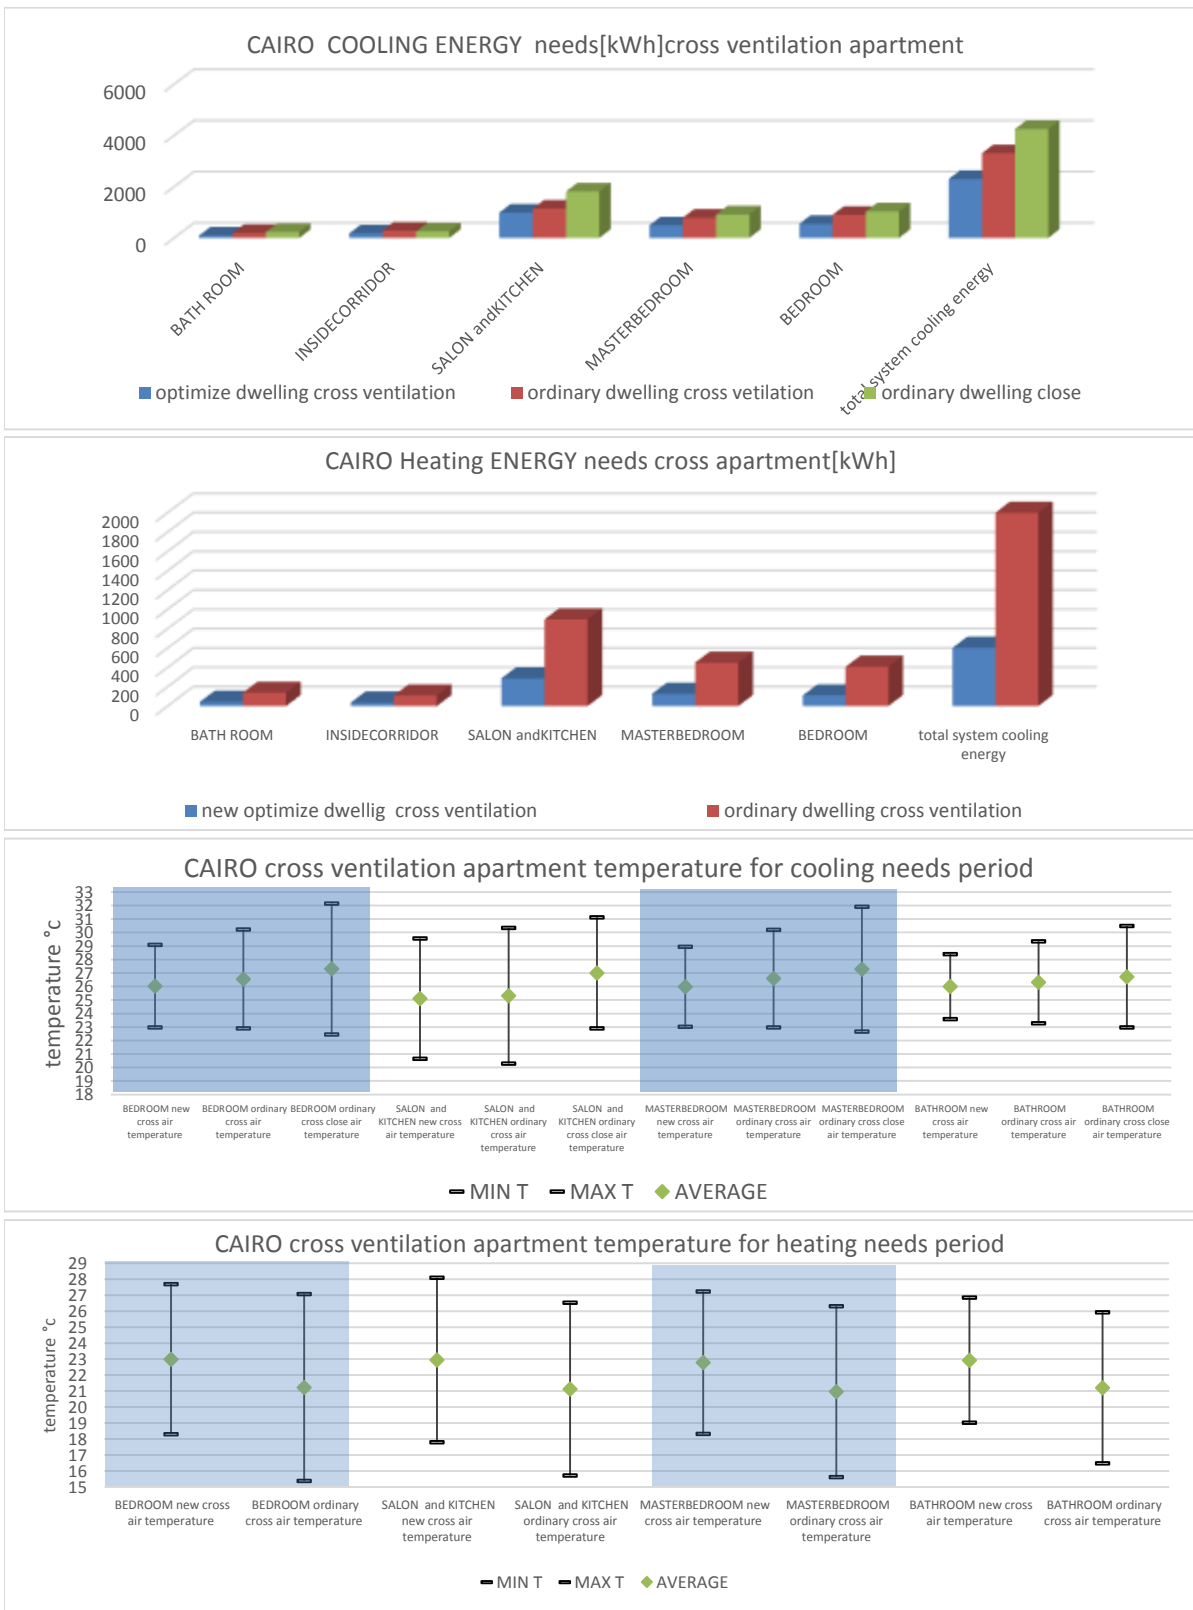 CAIRO  COOLING ENERGY  needs[kWh]cross ventilation apartment
6000
4000
2000
0
BATH ROOM
INSIDECORRIDOR
SALON andKITCHEN
MASTERBEDROOM
BEDROOM
total system cooling energy
optimize dwelling cross ventilation
ordinary dwelling cross vetilation
ordinary dwelling close
CAIRO Heating ENERGY needs cross apartment[kWh]
2000
1800
1600
1400
1200
1000
800
600
400
200
0
BATH ROOM
INSIDECORRIDOR
SALON andKITCHEN
MASTERBEDROOM
BEDROOM
total system cooling
energy
new optimize dwellig  cross ventilation
ordinary dwelling cross ventilation
CAIRO cross ventilation apartment temperature for cooling needs period
temperature °c
33
32
31
30
29
28
27
26
25
24
23
22
21
20
19
18
BEDROOM new
cross air
temperature
BEDROOM ordinary
cross air
temperature
BEDROOM ordinary
cross close air
temperature
SALON  and
KITCHEN new cross
air temperature
SALON  and
KITCHEN ordinary
cross air
temperature
SALON  and
KITCHEN ordinary
cross close air
temperature
MASTERBEDROOM
new cross air
temperature
MASTERBEDROOM
ordinary cross air
temperature
MASTERBEDROOM
ordinary cross close
air temperature
BATHROOM new
cross air
temperature
BATHROOM
ordinary cross air
temperature
BATHROOM
ordinary cross close
air temperature
MIN T
MAX T
AVERAGE
CAIRO cross ventilation apartment temperature for heating needs period
temperature °c
29
28
27
26
25
24
23
22
21
20
19
18
17
16
15
BEDROOM new cross
air temperature
BEDROOM ordinary
cross air temperature
SALON  and KITCHEN
new cross air
temperature
SALON  and KITCHEN
ordinary cross air
temperature
MASTERBEDROOM new
cross air temperature
MASTERBEDROOM
ordinary cross air
temperature
BATHROOM new cross
air temperature
BATHROOM ordinary
cross air temperature
MIN T
MAX T
AVERAGE